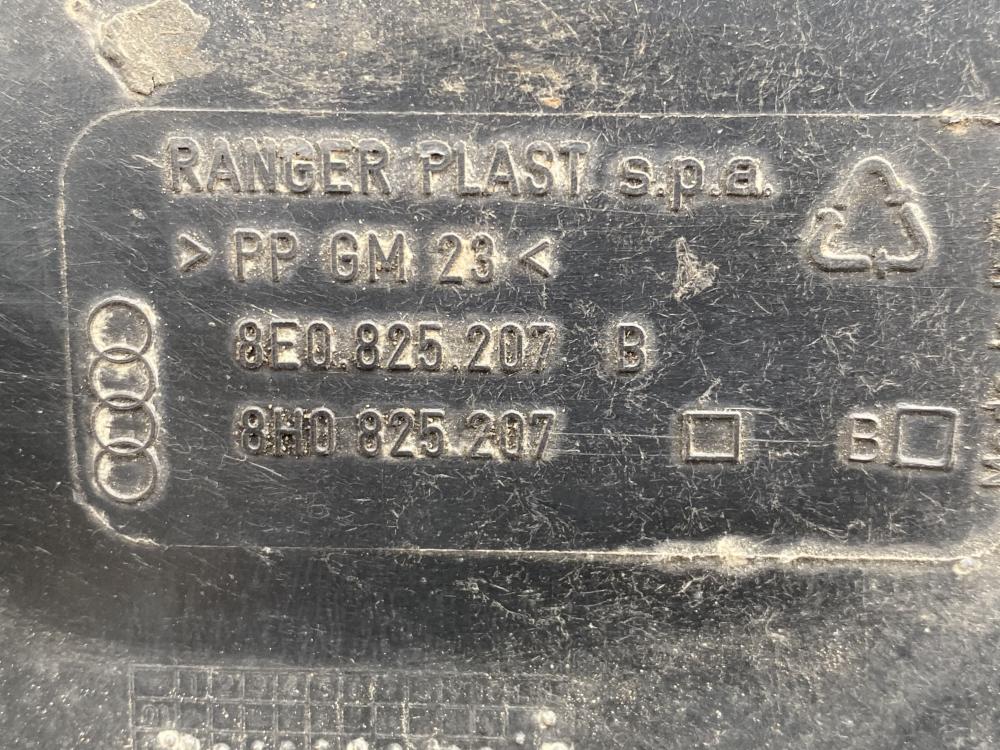 RANGER PLAST s.p.a.
> PP GM 23 <
8E0.825.207 B
8H0 825.207
B